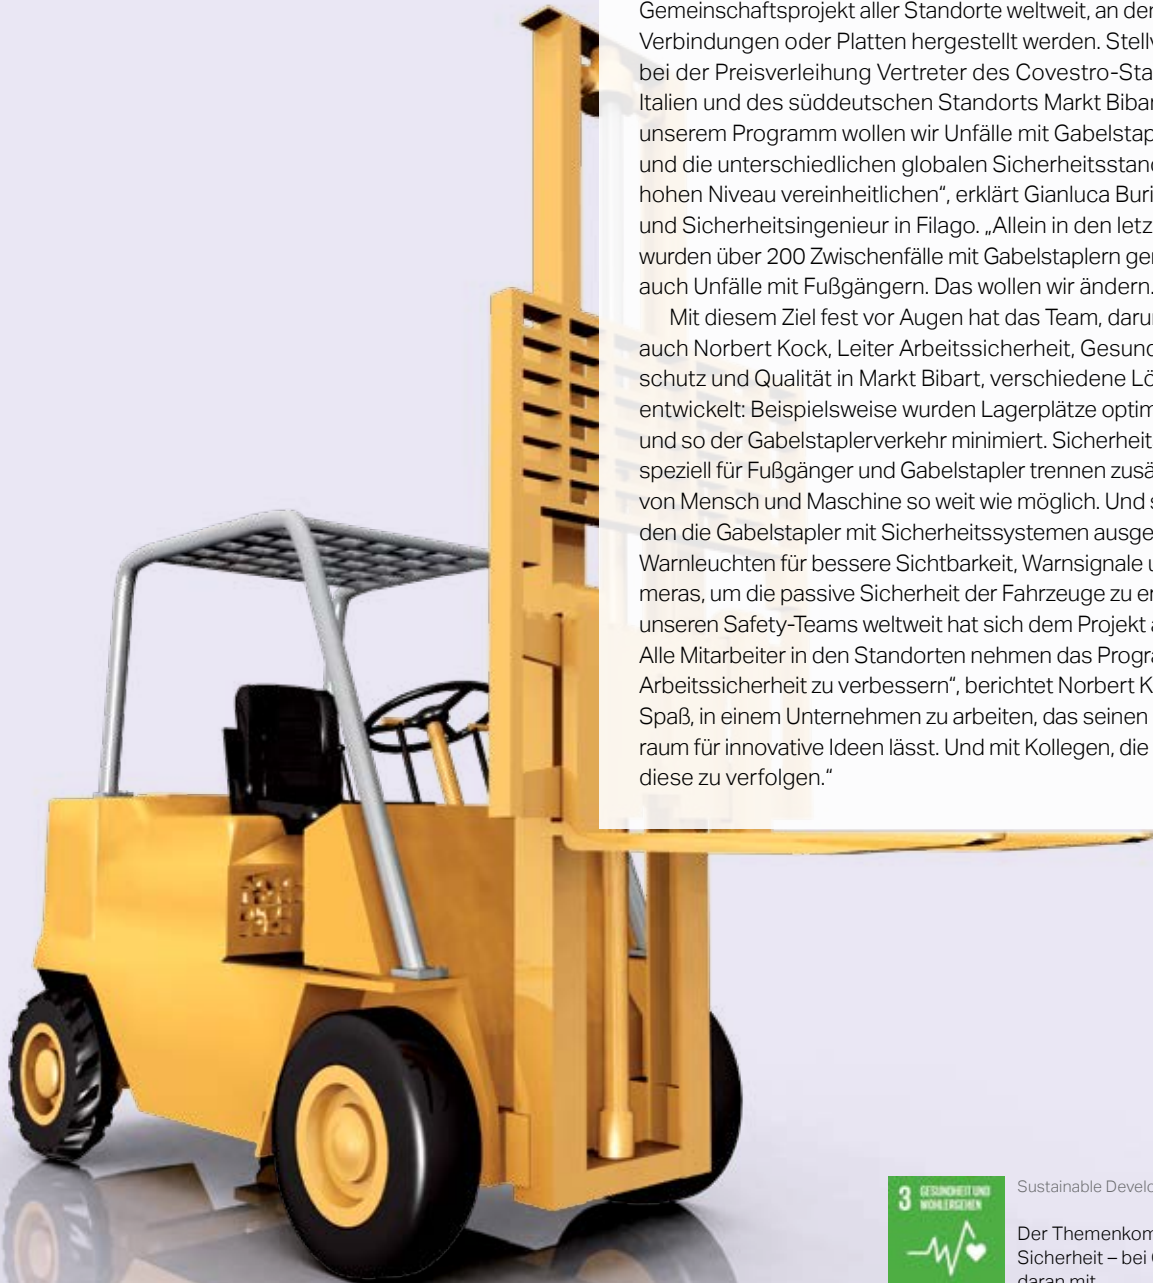 Gemeinschaftsprojekt aller Standorte weltweit, an der
Verbindungen oder Platten hergestellt werden. Stellv
bei der Preisverleihung Vertreter des Covestro-Sta
Italien und des süddeutschen Standorts Markt Bibar
unserem Programm wollen wir Unfälle mit Gabelstap
und die unterschiedlichen globalen Sicherheitsstand
hohen Niveau vereinheitlichen“, erklärt Gianluca Buri
und Sicherheitsingenieur in Filago. „Allein in den letz
wurden über 200 Zwischenfälle mit Gabelstaplern ge
auch Unfälle mit Fußgängern. Das wollen wir ändern.
Mit diesem Ziel fest vor Augen hat das Team, daru
auch Norbert Kock, Leiter Arbeitssicherheit, Gesund
schutz und Qualität in Markt Bibart, verschiedene Lö
entwickelt: Beispielsweise wurden Lagerplätze optim
und so der Gabelstaplerverkehr minimiert. Sicherheit
speziell für Fußgänger und Gabelstapler trennen zusä
von Mensch und Maschine so weit wie möglich. Und s
den die Gabelstapler mit Sicherheitssystemen ausge
Warnleuchten für bessere Sichtbarkeit, Warnsignale u
meras, um die passive Sicherheit der Fahrzeuge zu er
unseren Safety-Teams weltweit hat sich dem Projekt a
Alle Mitarbeiter in den Standorten nehmen das Progra
Arbeitssicherheit zu verbessern“, berichtet Norbert K
Spaß, in einem Unternehmen zu arbeiten, das seinen
raum für innovative Ideen lässt. Und mit Kollegen, die
diese zu verfolgen.“
3 GESUNDHEIT UND
WOHLERGEHEN
Sustainable Develo
Der Themenkom
Sicherheit – bei
daran mit